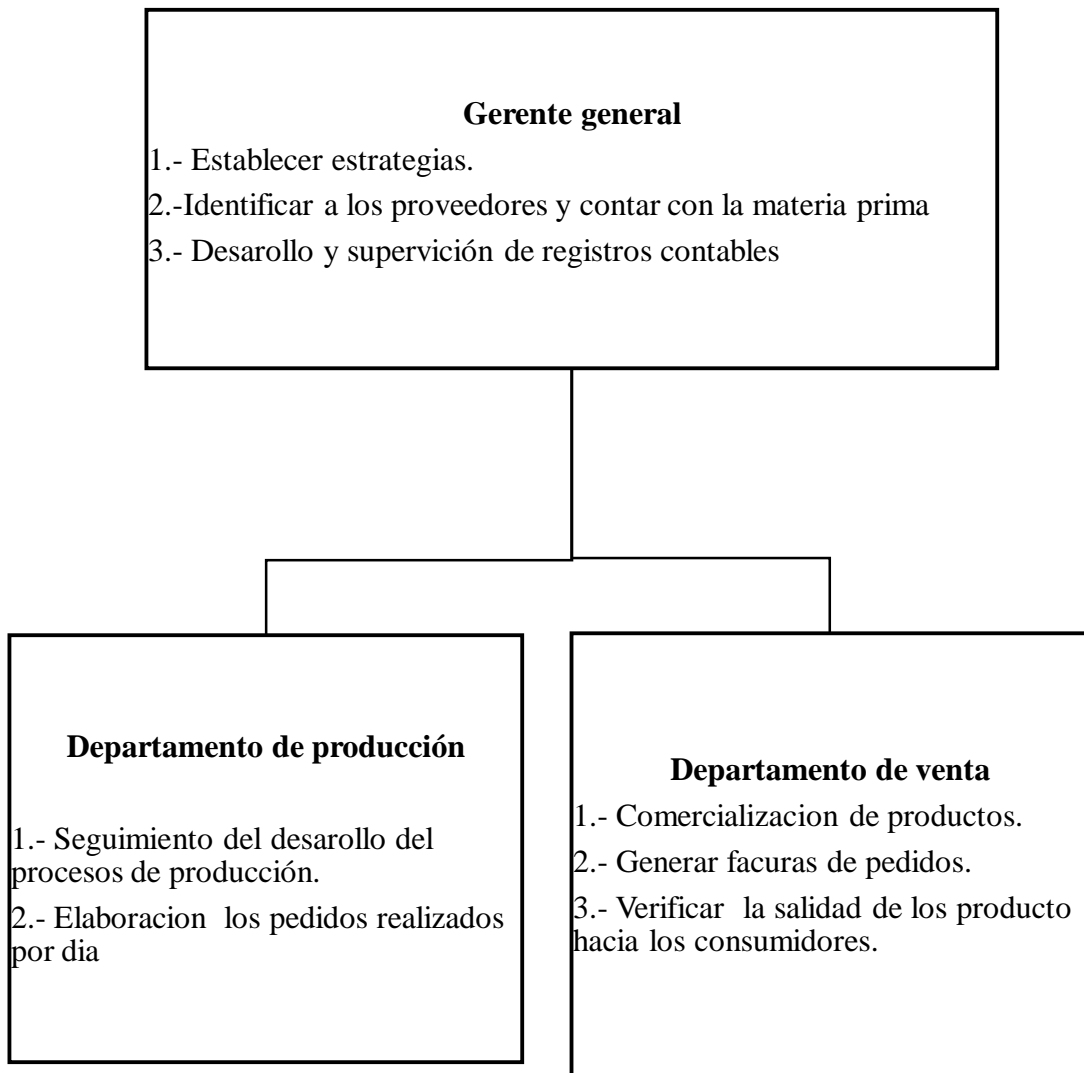 Gerente general
1.- Establecer estrategias.
2.-Identificar a los proveedores y contar con la materia prima
3.- Desarollo y supervición de registros contables
Departamento de producción
1.- Seguimiento del desarollo del
procesos de producción.
2.- Elaboracion los pedidos realizados
por dia
Departamento de venta
1.- Comercializacion de productos.
2.- Generar facuras de pedidos.
3.- Verificar la salidad de los producto
hacia los consumidores.